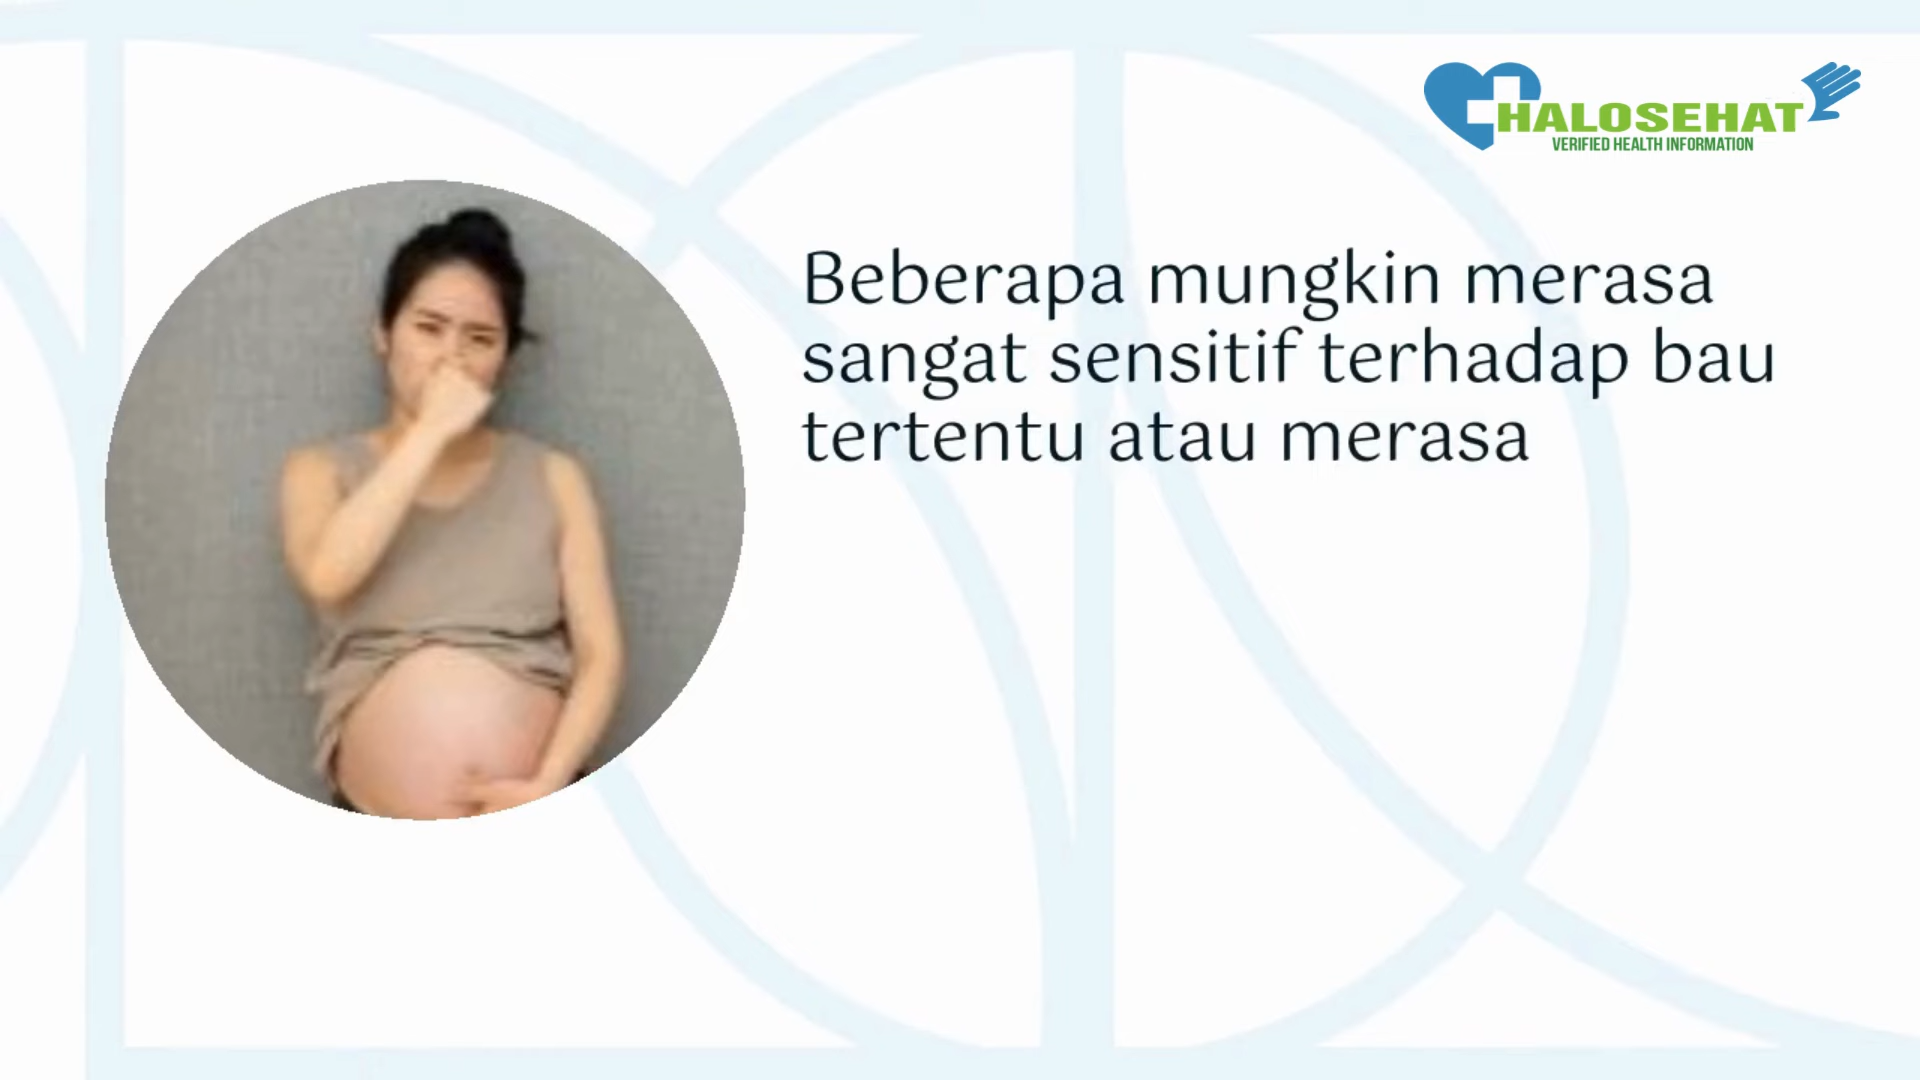 HALOSEHAT
VERIFIED HEALTH INFORMATION
Beberapa mungkin merasa
sangat sensitif terhadap bau
tertentu atau merasa